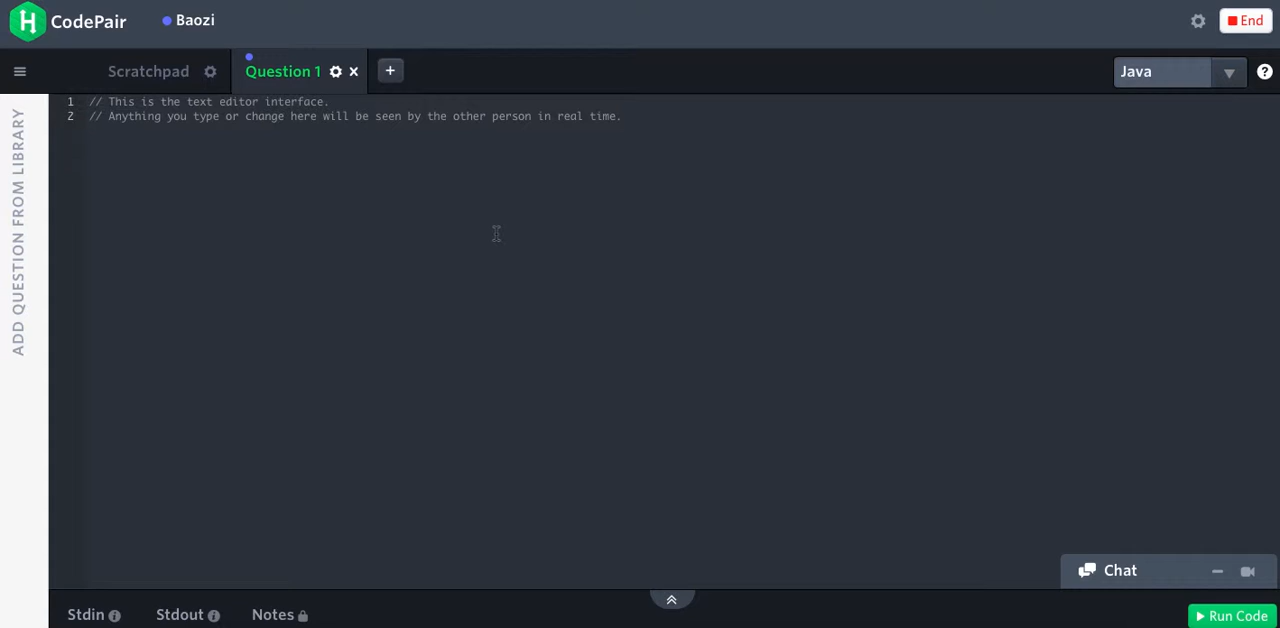 CodePair
Baozi
End
Scratchpad
Question 1
Java
ADD QUESTION FROM LIBRARY
1 // This is the text editor interface.
2 // Anything you type or change here will be seen by the other person in real time.
Chat
Stdin
Stdout
Notes
Run Code